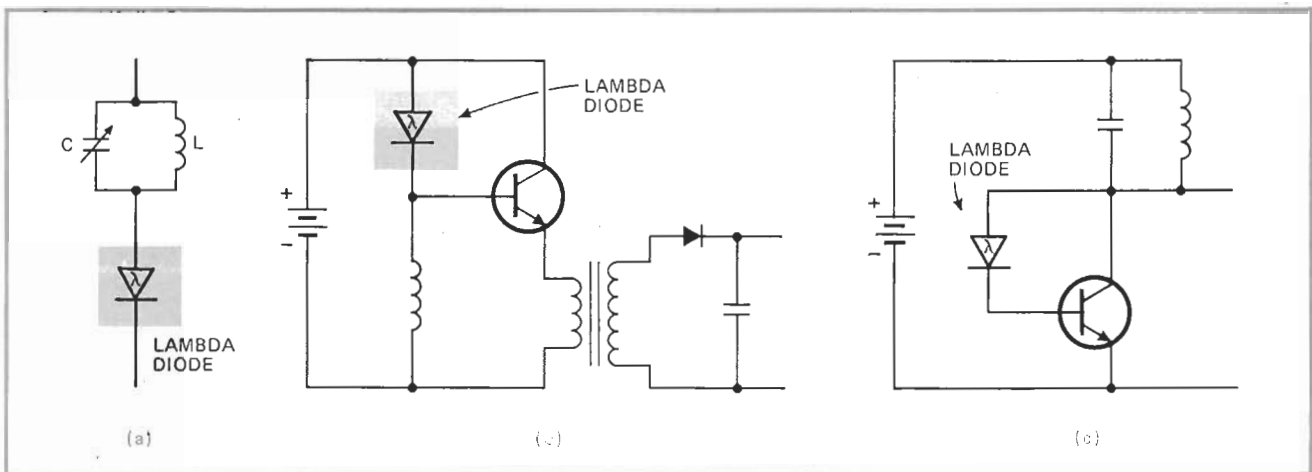 C
L
λ
LAMBDA
DIODE
(a)
+
−
λ
LAMBDA
DIODE
+
−
LAMBDA
DIODE
λ